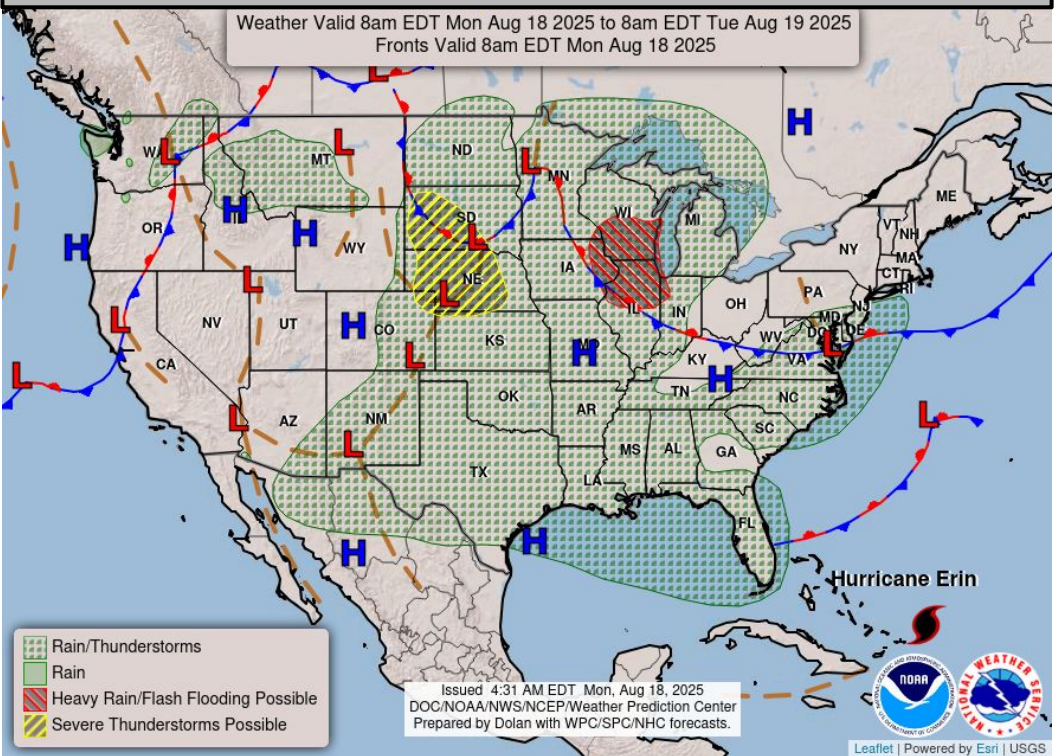 Weather Valid 8am EDT Mon Aug 18 2025 to 8am EDT Tue Aug 19 2025
Fronts Valid 8am EDT Mon Aug 18 2025
L
H
WA
L
L
MT
ND
L
MN
ME
VT
NH
H
H
H
OR
WY
SD
L
WI
MI
NY
MA
CT
RI
L
NE
L
IA
IL
IN
OH
PA
NJ
MD
DE
DC
L
NV
UT
H
CO
L
KS
MO
H
KY
WV
VA
L
L
CA
H
TN
NC
L
AZ
NM
L
OK
AR
SC
L
TX
MS
AL
GA
LA
FL
H
H
Hurricane Erin
Rain/Thunderstorms
Rain
Heavy Rain/Flash Flooding Possible
Severe Thunderstorms Possible
Issued 4:31 AM EDT Mon, Aug 18, 2025
DOC/NOAA/NWS/NCEP/Weather Prediction Center
Prepared by Dolan with WPC/SPC/NHC forecasts.
NOAA
NATIONAL WEATHER SERVICE
Leaflet | Powered by Esri | USGS